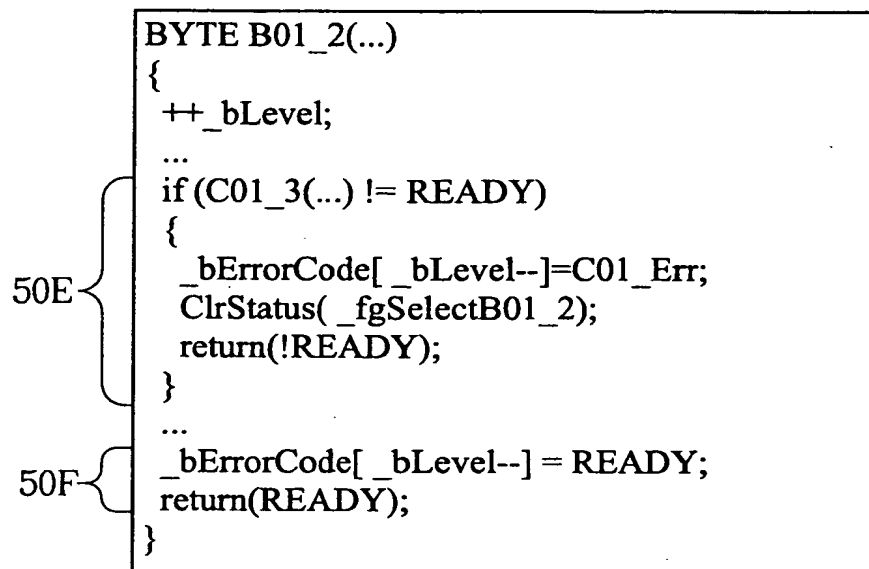 BYTE B01_2(...)
{
++_bLevel;
...
if (C01_3(...) != READY)
{
50E
_bErrorCode[ _bLevel--]=C01_Err;
ClrStatus( _fgSelectB01_2);
return(!READY);
}
...
50F
_bErrorCode[ _bLevel--] = READY;
return(READY);
}